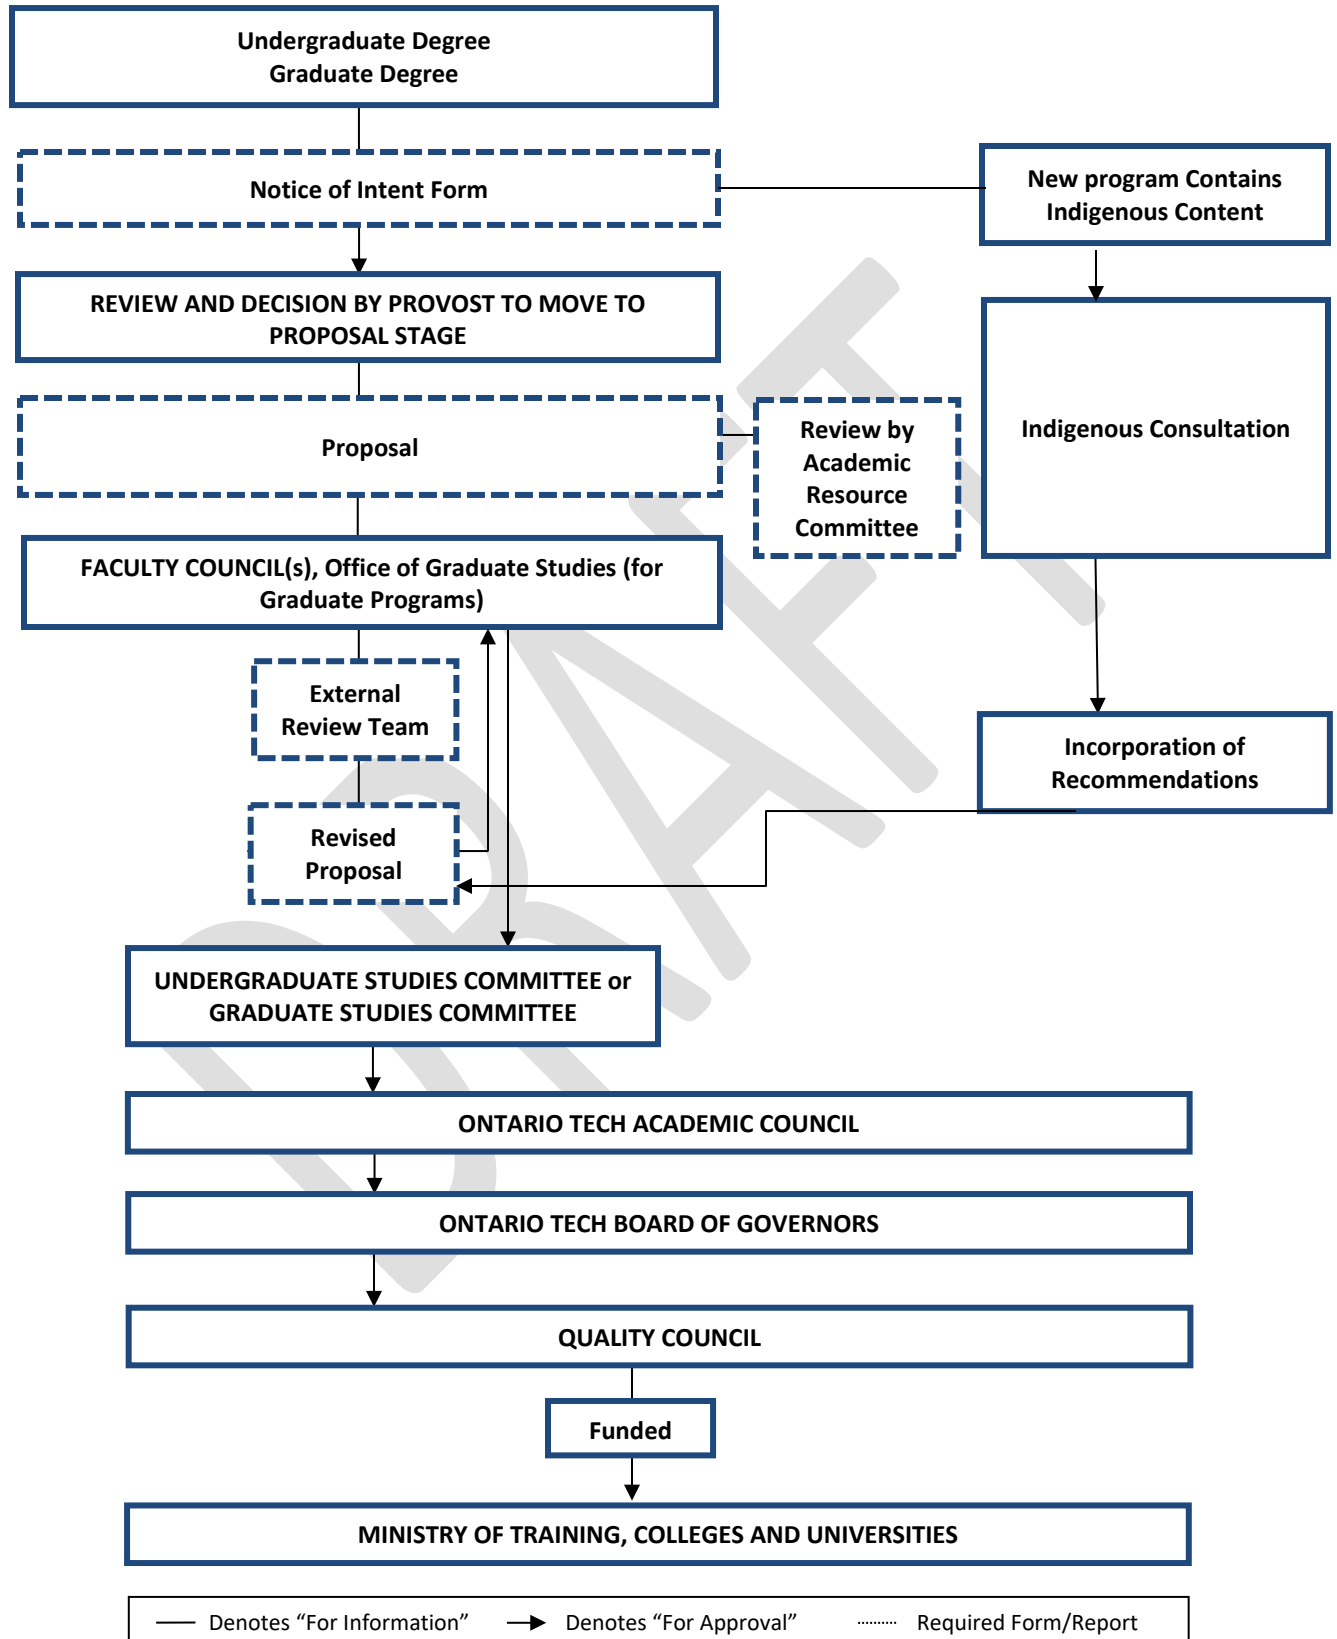 Undergraduate Degree
Graduate Degree
Notice of Intent Form
New program Contains
Indigenous Content
REVIEW AND DECISION BY PROVOST TO MOVE TO
PROPOSAL STAGE
Proposal
Review by
Academic
Resource
Committee
Indigenous Consultation
FACULTY COUNCIL(s), Office of Graduate Studies (for
Graduate Programs)
External
Review Team
Incorporation of
Recommendations
Revised
Proposal
UNDERGRADUATE STUDIES COMMITTEE or
GRADUATE STUDIES COMMITTEE
ONTARIO TECH ACADEMIC COUNCIL
ONTARIO TECH BOARD OF GOVERNORS
QUALITY COUNCIL
Funded
MINISTRY OF TRAINING, COLLEGES AND UNIVERSITIES
Denotes “For Information” Denotes “For Approval” Required Form/Report
DRAFT